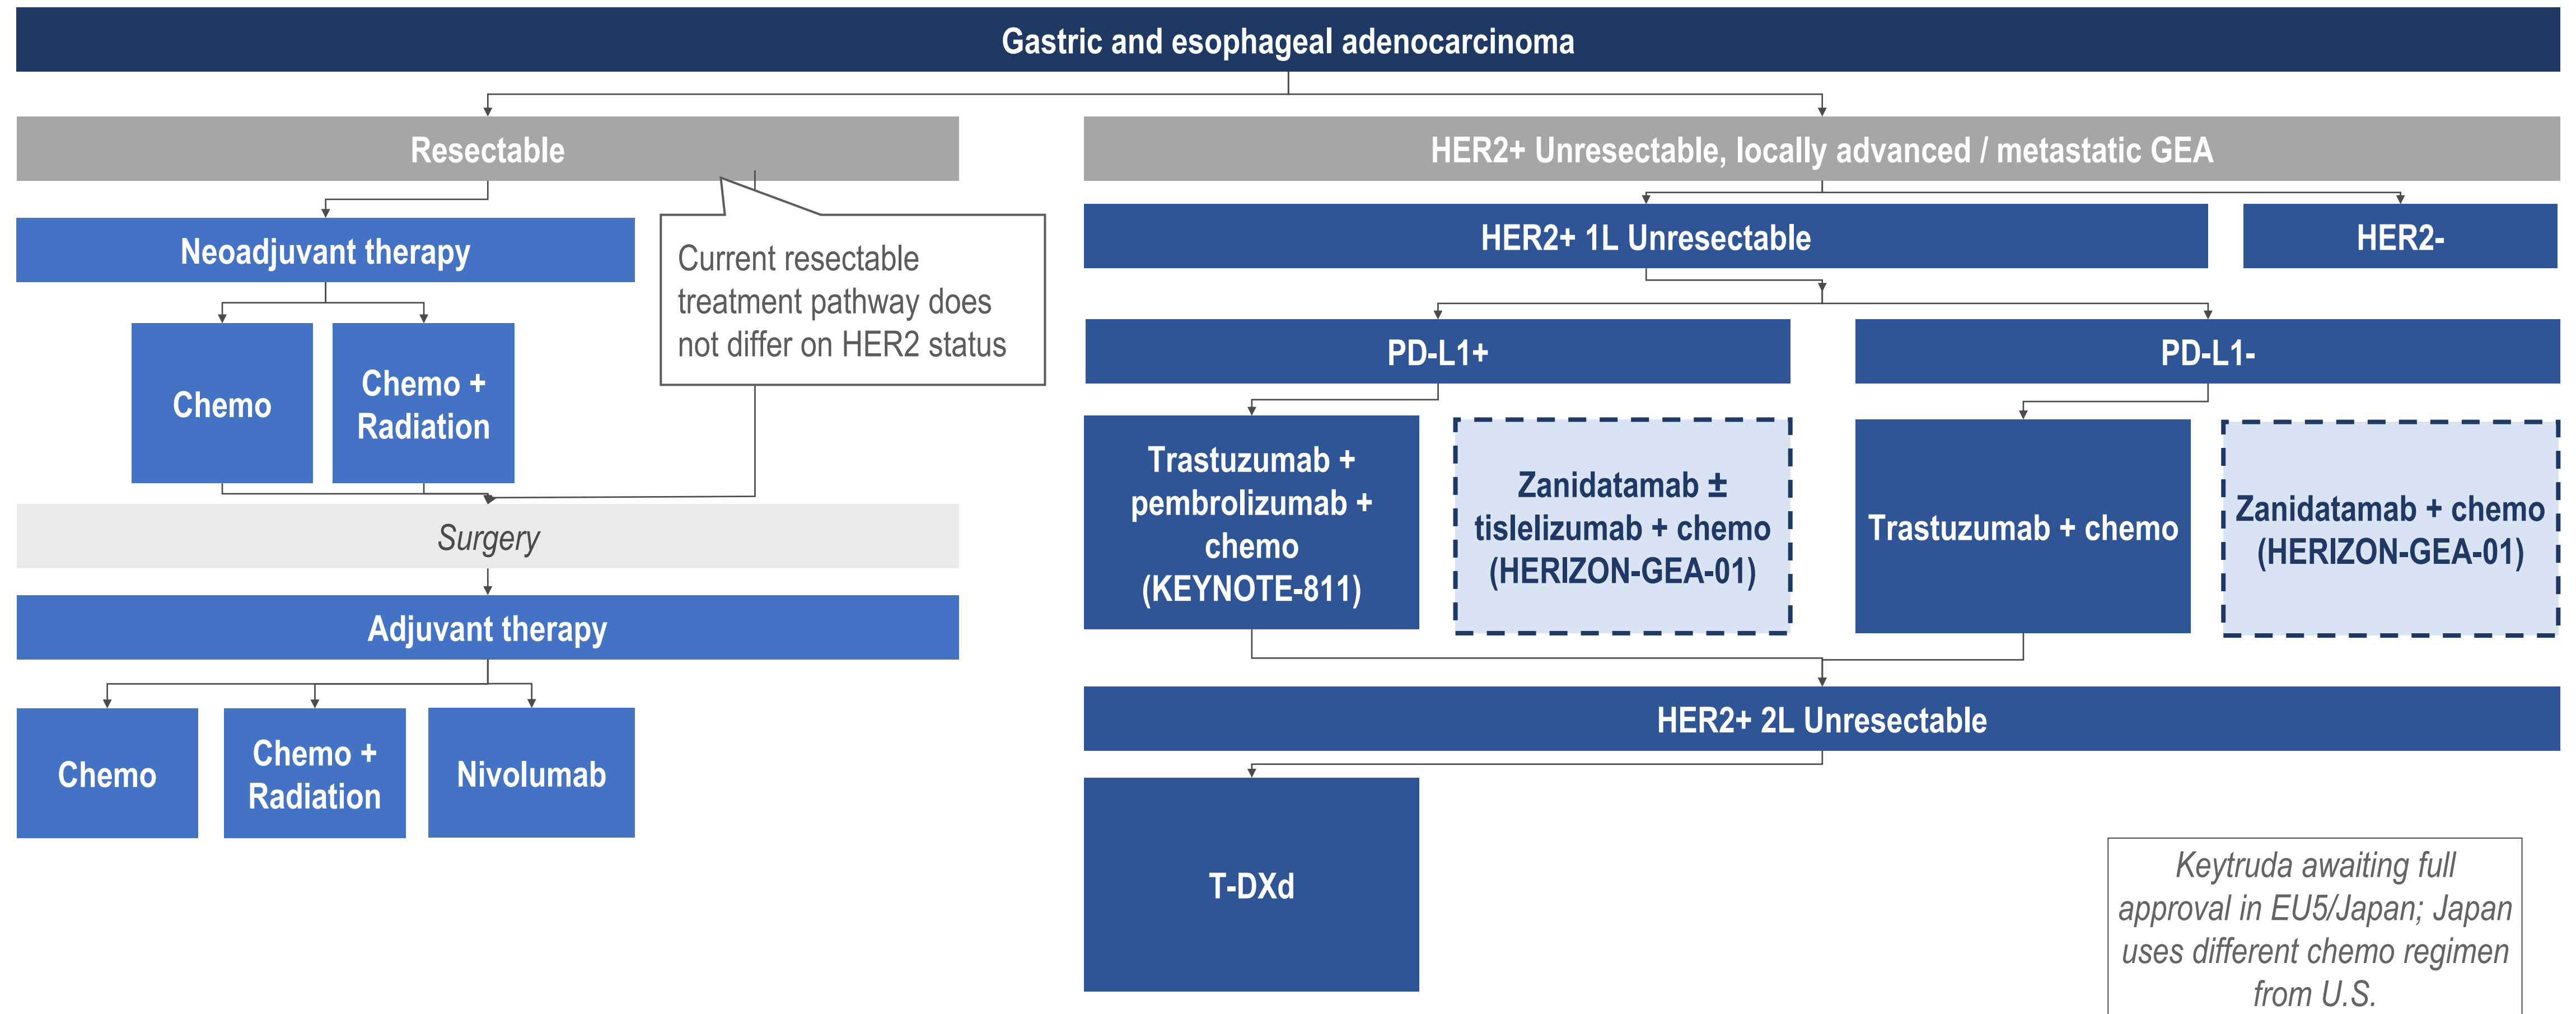 Gastric and esophageal adenocarcinoma
Resectable
HER2+ Unresectable, locally advanced / metastatic GEA
Neoadjuvant therapy
Current resectable
treatment pathway does
not differ on HER2 status
HER2+ 1L Unresectable
HER2-
Chemo
Chemo +
Radiation
PD-L1+
PD-L1-
Trastuzumab +
pembrolizumab +
chemo
(KEYNOTE-811)
Zanidatamab ±
tislelizumab + chemo
(HERIZON-GEA-01)
Trastuzumab + chemo
Zanidatamab + chemo
(HERIZON-GEA-01)
Surgery
Adjuvant therapy
Chemo
Chemo +
Radiation
Nivolumab
HER2+ 2L Unresectable
T-DXd
Keytruda awaiting full
approval in EU5/Japan; Japan
uses different chemo regimen
from U.S.